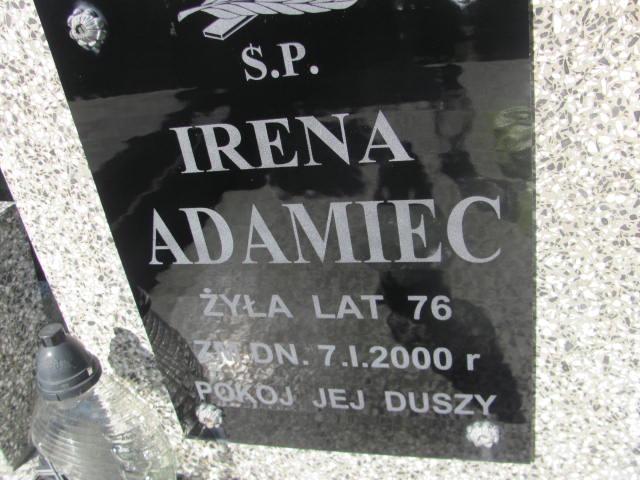 Ś.P.
IRENA
ADAMIEC
ŻYŁA LAT 76
ZM. DN. 7.I.2000 r
POKÓJ JEJ DUSZY